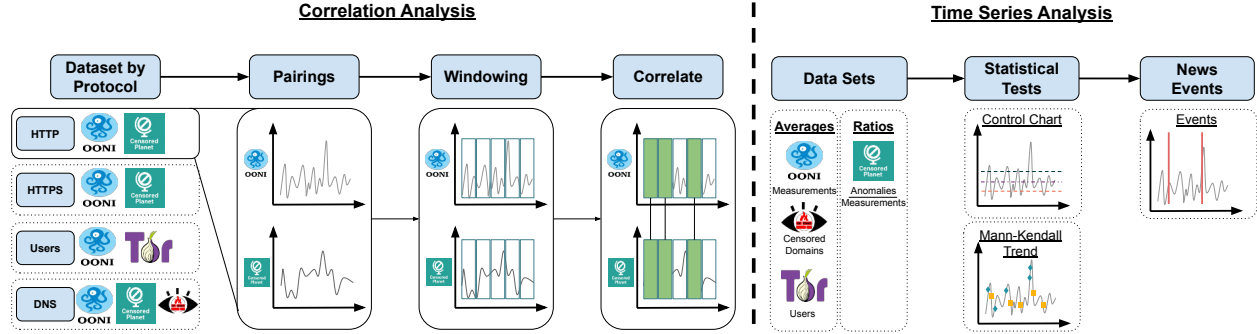 Correlation Analysis
Dataset by
Protocol
Pairings
Windowing
Correlate
HTTP
OONI
Censored
Planet
HTTPS
OONI
Censored
Planet
Users
OONI
Tor
DNS
OONI
Censored
Planet
OONI
Censored
Planet
OONI
Censored
Planet
OONI
Censored
Planet
Time Series Analysis
Data Sets
Statistical
Tests
News
Events
Averages
OONI
Measurements
Censored
Domains
Tor
Users
Ratios
Censored
Planet
Anomalies
Measurements
Control Chart
Mann-Kendall
Trend
Events